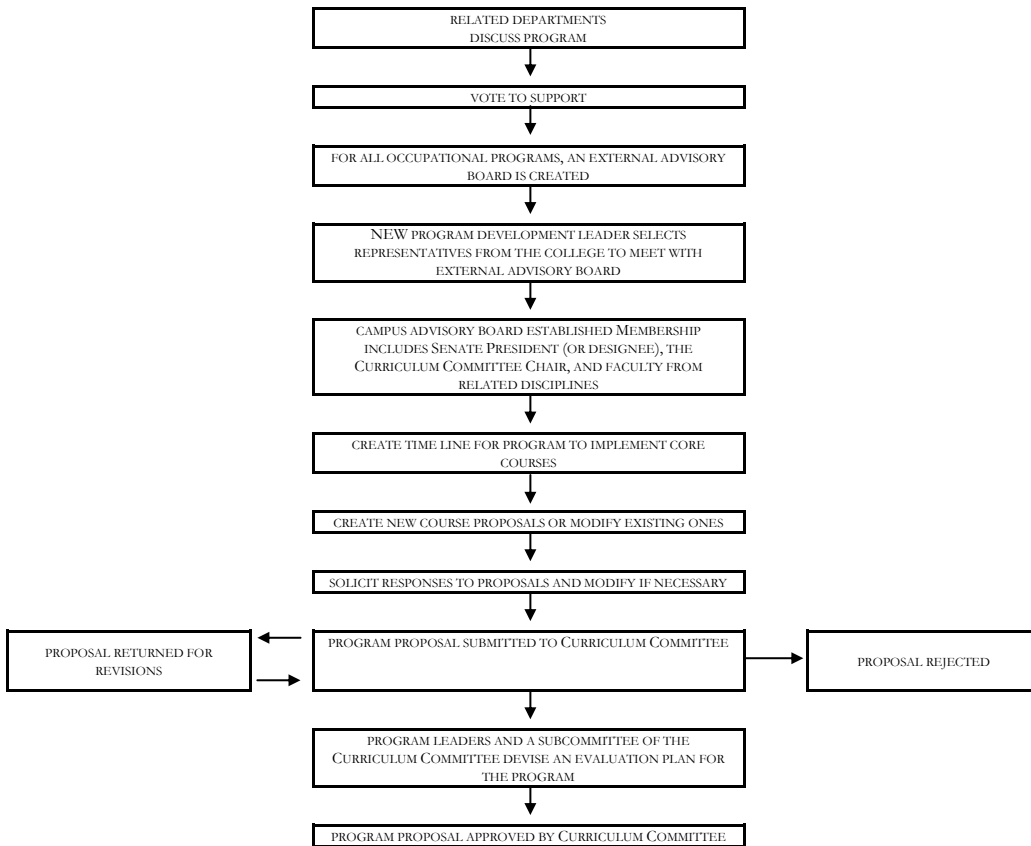 RELATED DEPARTMENTS
DISCUSS PROGRAM
VOTE TO SUPPORT
FOR ALL OCCUPATIONAL PROGRAMS, AN EXTERNAL ADVISORY
BOARD IS CREATED
NEW PROGRAM DEVELOPMENT LEADER SELECTS
REPRESENTATIVES FROM THE COLLEGE TO MEET WITH
EXTERNAL ADVISORY BOARD
CAMPUS ADVISORY BOARD ESTABLISHED MEMBERSHIP
INCLUDES SENATE PRESIDENT (OR DESIGNEE), THE
CURRICULUM COMMITTEE CHAIR, AND FACULTY FROM
RELATED DISCIPLINES
CREATE TIME LINE FOR PROGRAM TO IMPLEMENT CORE
COURSES
CREATE NEW COURSE PROPOSALS OR MODIFY EXISTING ONES
SOLICIT RESPONSES TO PROPOSALS AND MODIFY IF NECESSARY
PROPOSAL RETURNED FOR
REVISIONS
PROGRAM PROPOSAL SUBMITTED TO CURRICULUM COMMITTEE
PROPOSAL REJECTED
PROGRAM LEADERS AND A SUBCOMMITTEE OF THE
CURRICULUM COMMITTEE DEVISE AN EVALUATION PLAN FOR
THE PROGRAM
PROGRAM PROPOSAL APPROVED BY CURRICULUM COMMITTEE